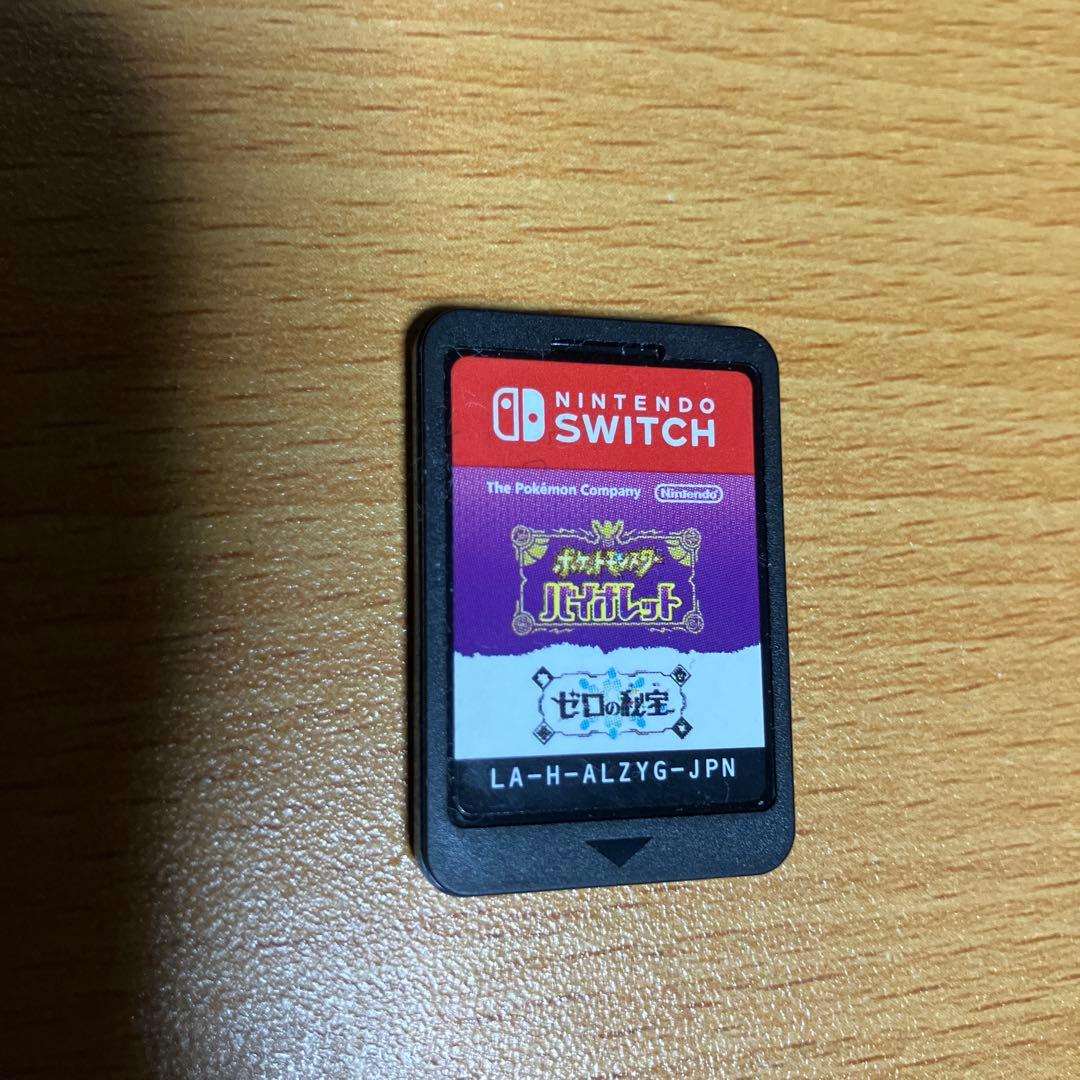 NINTENDO
SWITCH
The Pokémon Company Nintendo
ポケットモンスター
バイオレット
ゼロの秘宝
LA-H-ALZYG-JPN